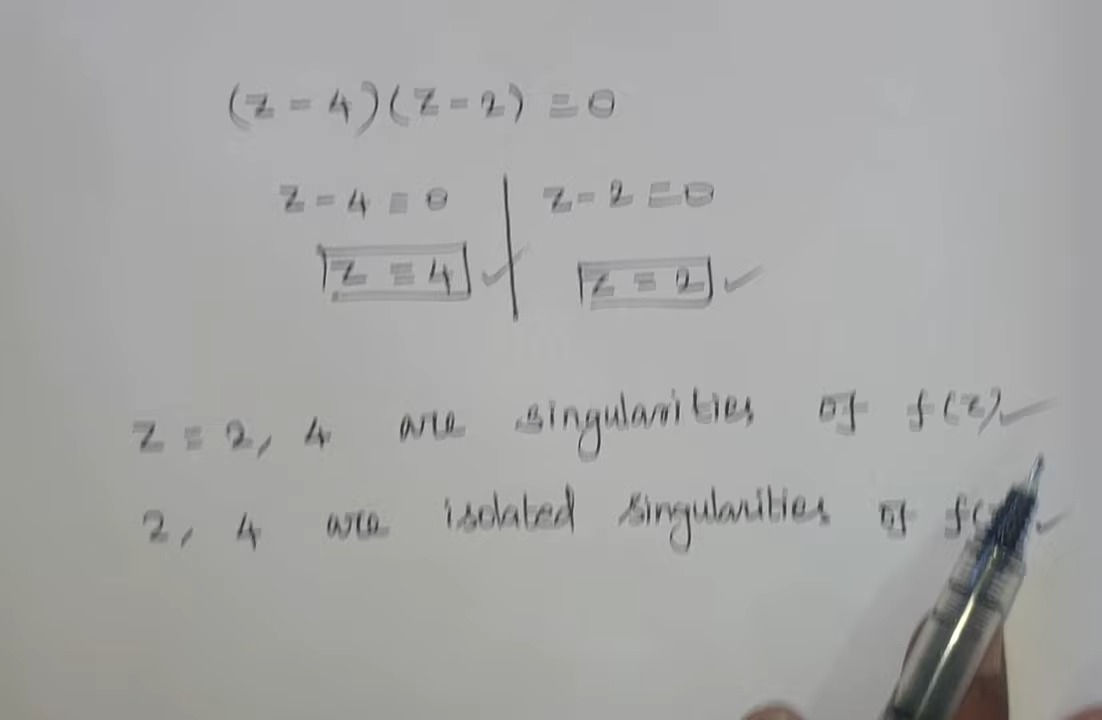 (z - 4)(z - 2) = 0
z - 4 = 0 | z - 2 = 0
z = 4 ✓ | z = 2 ✓
z = 2, 4 are singularities of f(z) ✓
2, 4 are isolated singularities of f( ✓